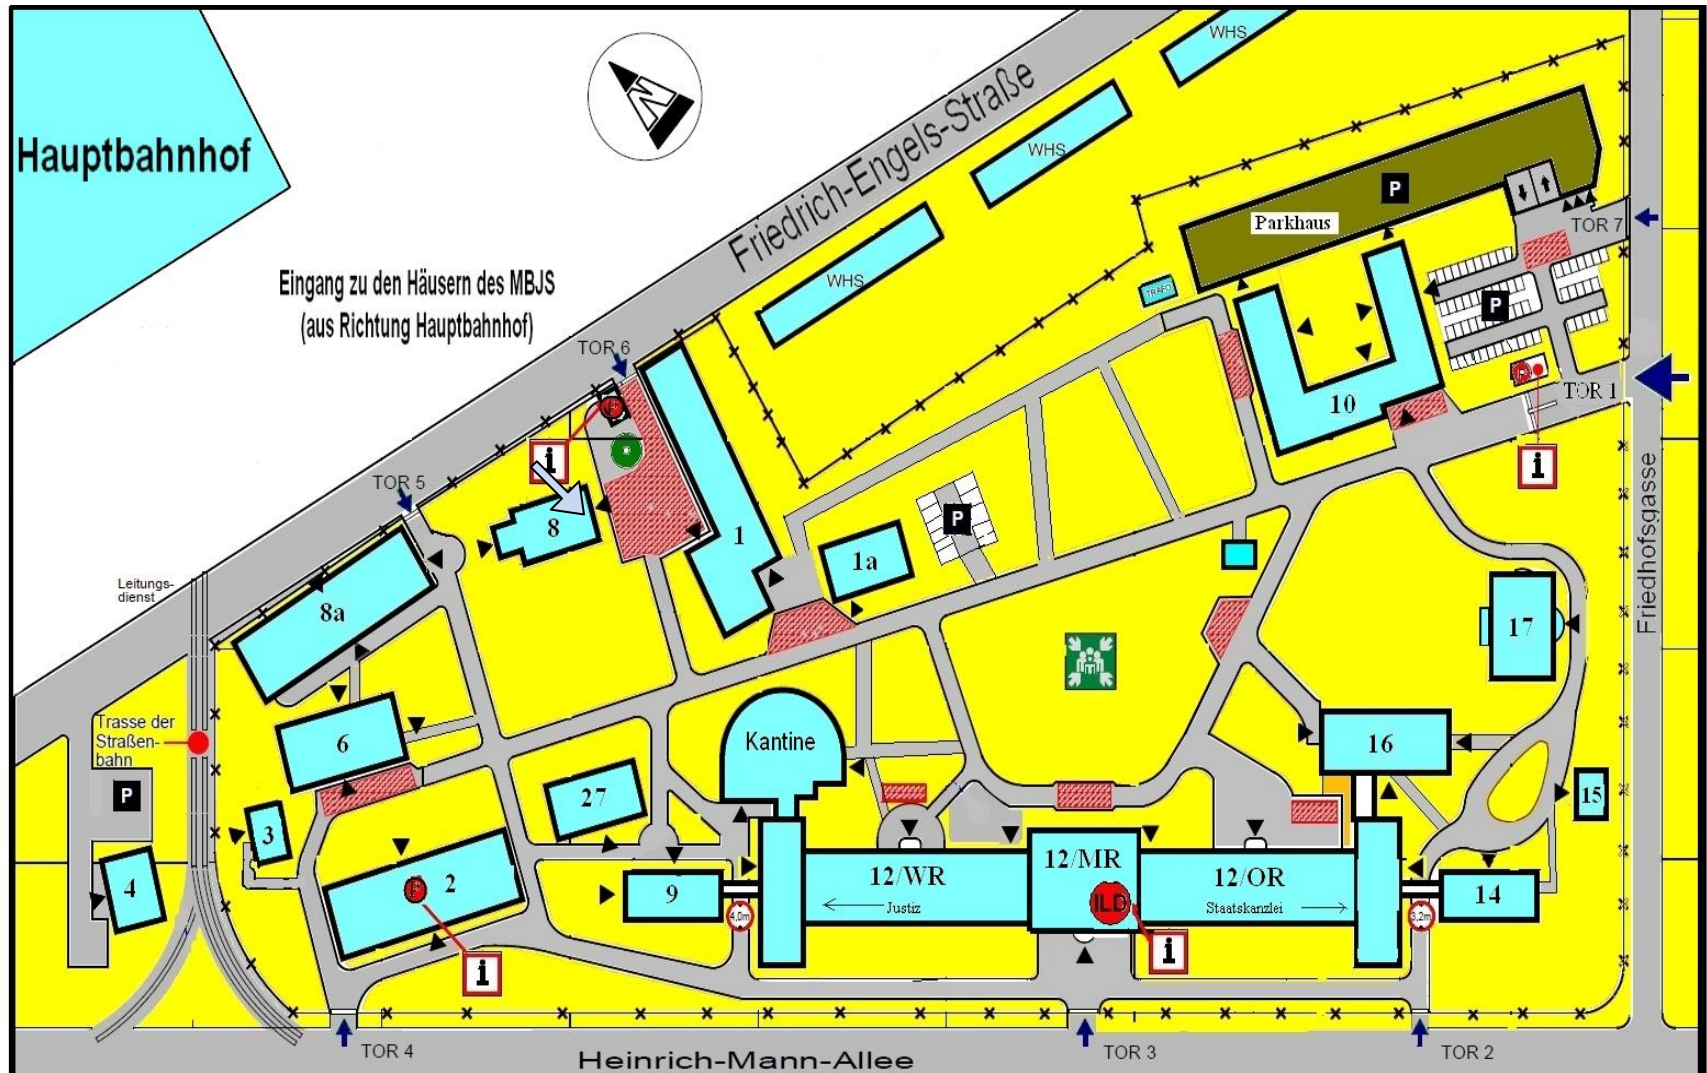 WHS
Hauptbahnhof
N
Friedrich-Engels-Straße
WHS
P
Parkhaus
TOR 7
Eingang zu den Häusern des MBJS
(aus Richtung Hauptbahnhof)
WHS
TRAFO
P
TOR 6
TOR 1
10
i
i
TOR 5
8
1
P
1a
Leitungs-
dienst
8a
17
Friedhofsgasse
Trasse der
Straßen-
bahn
6
Kantine
16
P
27
15
3
4
2
9
12/WR
12/MR
12/OR
14
Justiz
ILD
Staatskanzlei
4,0m
3,2m
i
i
TOR 4
TOR 3
TOR 2
Heinrich-Mann-Allee